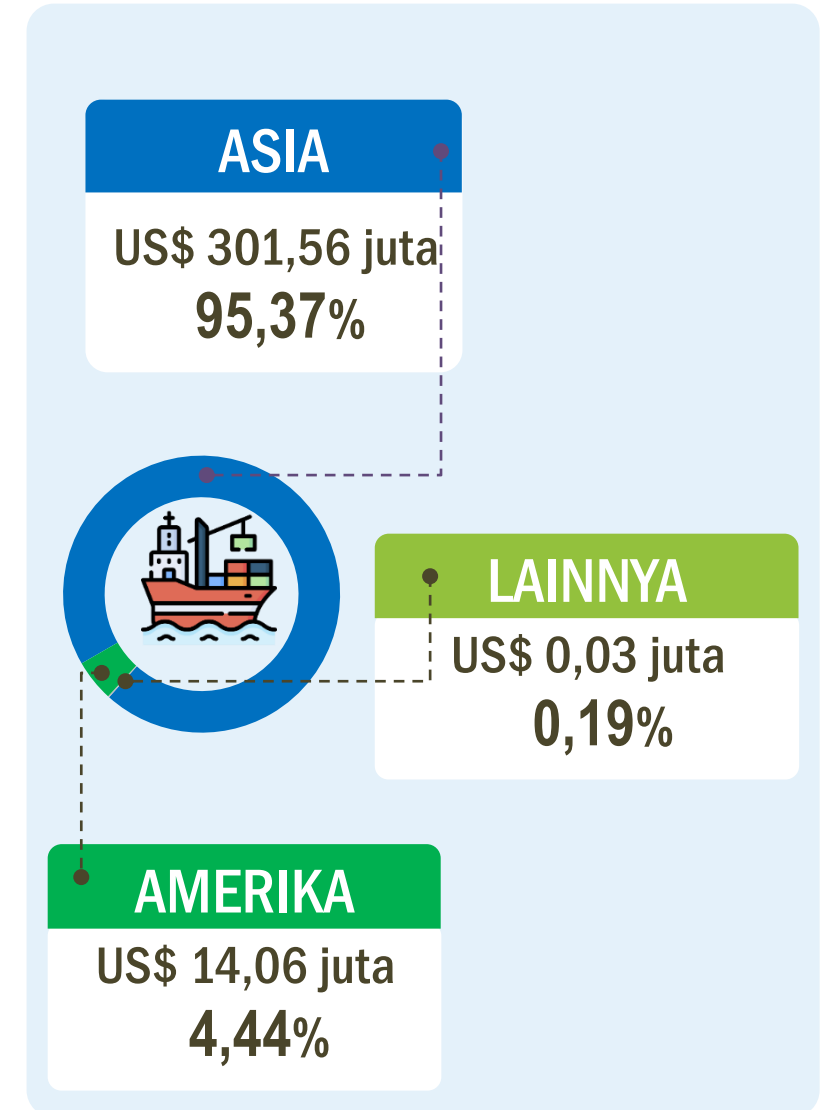 ASIA
US$ 301,56 juta
95,37%
LAINNYA
US$ 0,03 juta
0,19%
AMERIKA
US$ 14,06 juta
4,44%